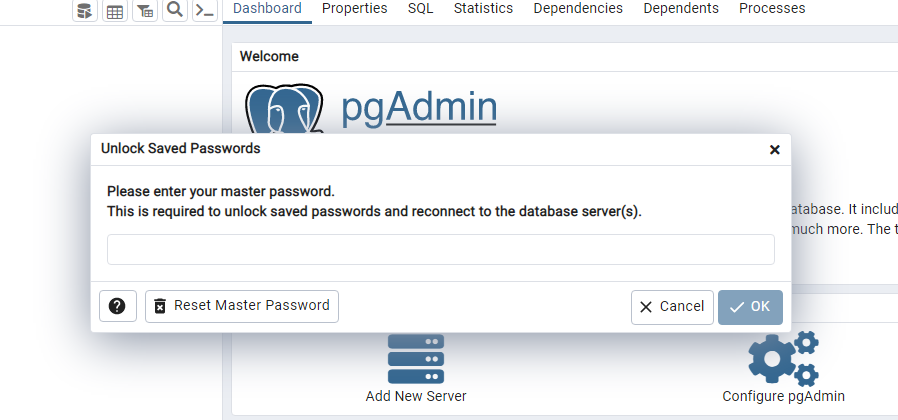 Dashboard Properties SQL Statistics Dependencies Dependents Processes
Welcome
pgAdmin
Unlock Saved Passwords
Please enter your master password.
This is required to unlock saved passwords and reconnect to the database server(s).
atabase. It includ
much more. The t
Reset Master Password Cancel OK
Add New Server Configure pgAdmin